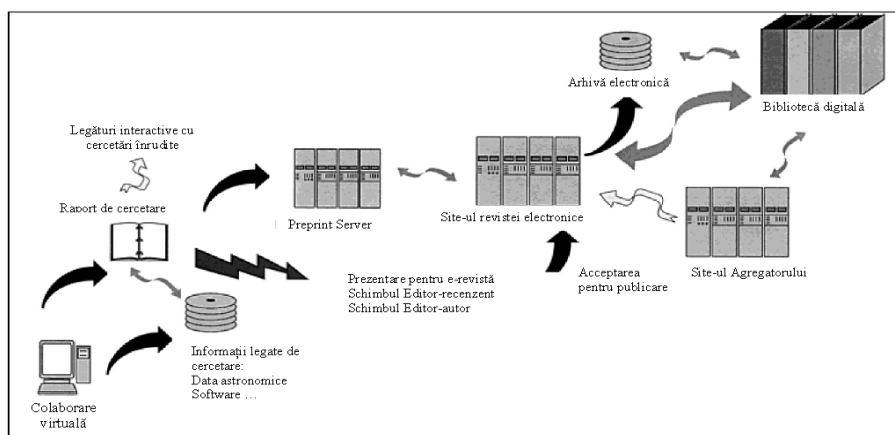 Arhivă electronică
Bibliotecă digitală
Legături interactive cu
cercetări înrudite
Raport de cercetare
Preprint Server
Site-ul revistei electronice
Site-ul Agregatorului
Prezentare pentru e-revistă
Schimbul Editor-recenzent
Schimbul Editor-autor
Acceptarea
pentru publicare
Informații legate de
cercetare:
Data astronomice
Software ...
Colaborare
virtuală